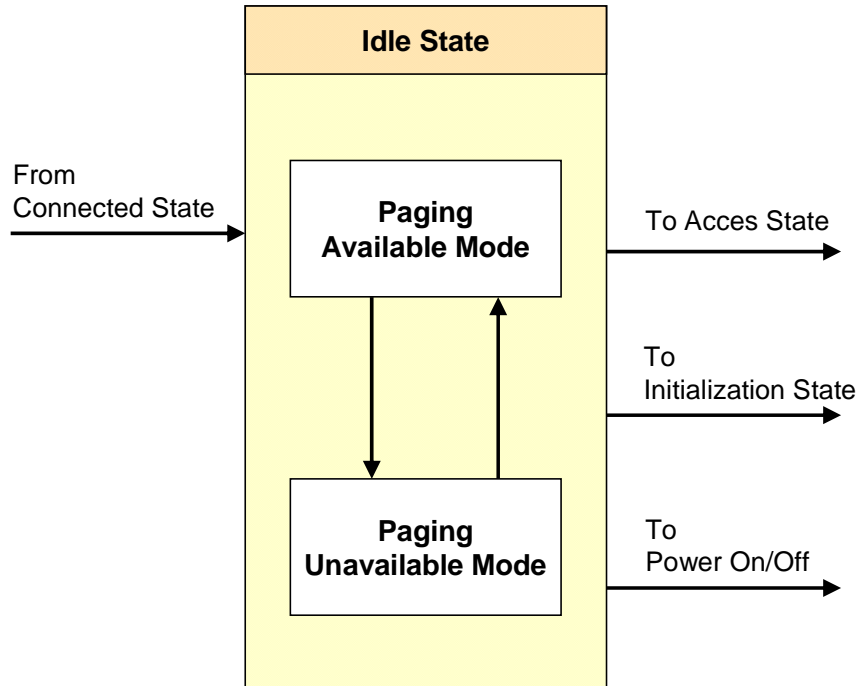 Idle State
From
Connected State
Paging
Available Mode
To Acces State
To
Initialization State
Paging
Unavailable Mode
To
Power On/Off